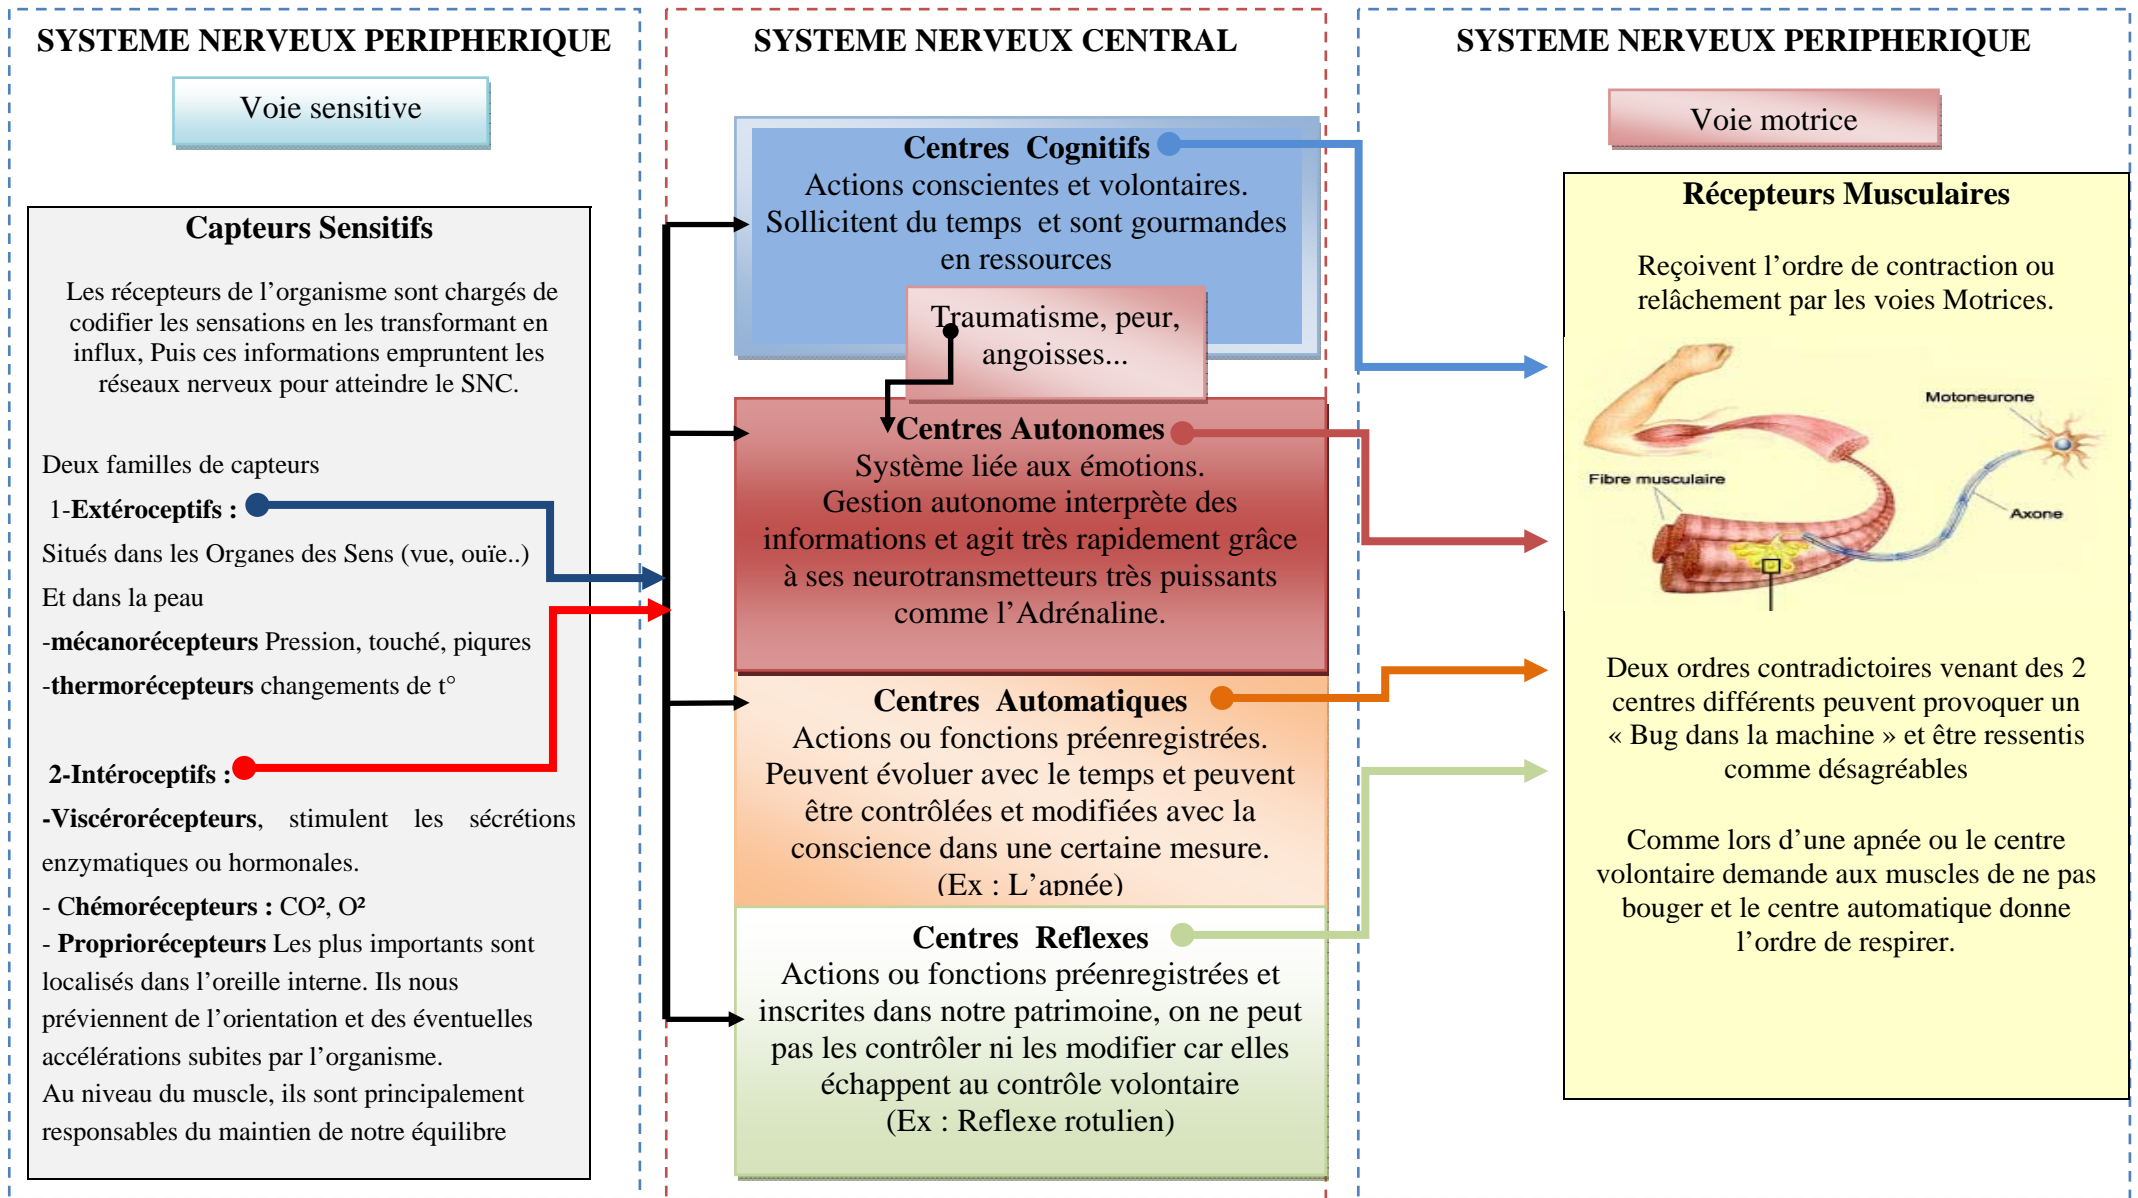 SYSTEME NERVEUX PERIPHERIQUE
Voie sensitive
Capteurs Sensitifs
Les récepteurs de l’organisme sont chargés de
codifier les sensations en les transformant en
influx, Puis ces informations empruntent les
réseaux nerveux pour atteindre le SNC.
Deux familles de capteurs
1-Extéroceptifs :
Situés dans les Organes des Sens (vue, ouïe..)
Et dans la peau
-mécanorécepteurs Pression, touché, piqures
-thermorécepteurs changements de t°
2-Intéroceptifs :
-Viscérorécepteurs, stimulent les sécrétions
enzymatiques ou hormonales.
- Chémorécepteurs : CO², O²
- Propriorécepteurs Les plus importants sont
localisés dans l’oreille interne. Ils nous
préviennent de l’orientation et des éventuelles
accélérations subites par l’organisme.
Au niveau du muscle, ils sont principalement
responsables du maintien de notre équilibre
SYSTEME NERVEUX CENTRAL
Centres Cognitifs
Actions conscientes et volontaires.
Sollicitent du temps et sont gourmandes
en ressources
Traumatisme, peur,
angoisses...
Centres Autonomes
Système liée aux émotions.
Gestion autonome interprète des
informations et agit très rapidement grâce
à ses neurotransmetteurs très puissants
comme l’Adrénaline.
Centres Automatiques
Actions ou fonctions préenregistrées.
Peuvent évoluer avec le temps et peuvent
être contrôlées et modifiées avec la
conscience dans une certaine mesure.
(Ex : L’apnée)
Centres Reflexes
Actions ou fonctions préenregistrées et
inscrites dans notre patrimoine, on ne peut
pas les contrôler ni les modifier car elles
échappent au contrôle volontaire
(Ex : Reflexe rotulien)
SYSTEME NERVEUX PERIPHERIQUE
Voie motrice
Récepteurs Musculaires
Reçoivent l’ordre de contraction ou
relâchement par les voies Motrices.
Motoneurone
Fibre musculaire
Axone
Deux ordres contradictoires venant des 2
centres différents peuvent provoquer un
« Bug dans la machine » et être ressentis
comme désagréables
Comme lors d’une apnée ou le centre
volontaire demande aux muscles de ne pas
bouger et le centre automatique donne
l’ordre de respirer.